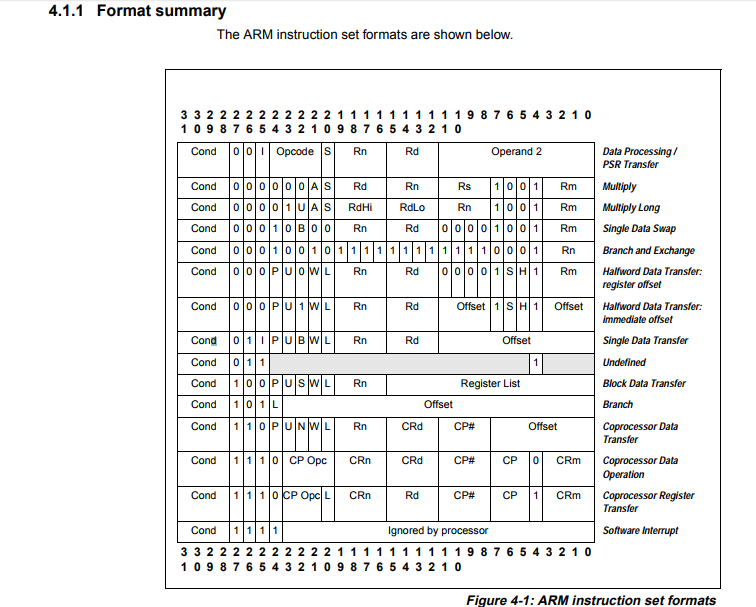 4.1.1 Format summary
The ARM instruction set formats are shown below.
3 3 2 2 2 2 2 2 2 2 2 2 1 1 1 1 1 1 1 1 1 1 9 8 7 6 5 4 3 2 1 0
1 0 9 8 7 6 5 4 3 2 1 0 9 8 7 6 5 4 3 2 1 0
Cond 0 0 I Opcode S Rn Rd Operand 2 Data Processing /
PSR Transfer
Cond 0 0 0 0 0 0 A S Rd Rn Rs 1 0 0 1 Rm Multiply
Cond 0 0 0 0 1 U A S RdHi RdLo Rn 1 0 0 1 Rm Multiply Long
Cond 0 0 0 1 0 B 0 0 Rn Rd 0 0 0 0 1 0 0 1 Rm Single Data Swap
Cond 0 0 0 1 0 0 1 0 1 1 1 1 1 1 1 1 1 1 1 1 0 0 0 1 Rn Branch and Exchange
Cond 0 0 0 P U 0 W L Rn Rd 0 0 0 0 1 S H 1 Rm Halfword Data Transfer:
register offset
Cond 0 0 0 P U 1 W L Rn Rd Offset 1 S H 1 Offset Halfword Data Transfer:
immediate offset
Cond 0 1 I P U B W L Rn Rd Offset Single Data Transfer
Cond 0 1 1 1 Undefined
Cond 1 0 0 P U S W L Rn Register List Block Data Transfer
Cond 1 0 1 L Offset Branch
Cond 1 1 0 P U N W L Rn CRd CP# Offset Coprocessor Data
Transfer
Cond 1 1 1 0 CP Opc CRn CRd CP# CP 0 CRm Coprocessor Data
Operation
Cond 1 1 1 0 CP Opc L CRn Rd CP# CP 1 CRm Coprocessor Register
Transfer
Cond 1 1 1 1 Ignored by processor Software Interrupt
3 3 2 2 2 2 2 2 2 2 2 2 1 1 1 1 1 1 1 1 1 1 9 8 7 6 5 4 3 2 1 0
1 0 9 8 7 6 5 4 3 2 1 0 9 8 7 6 5 4 3 2 1 0
Figure 4-1: ARM instruction set formats